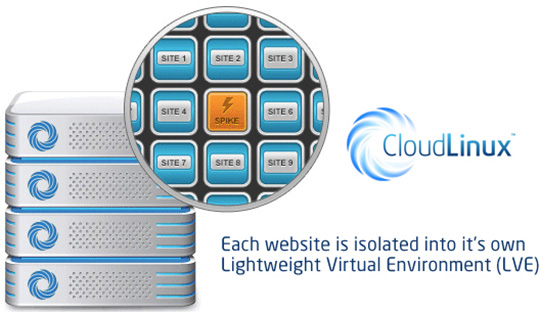 SITE 1 SITE 2 SITE 3
SITE 4 SPIKE SITE 6
SITE 7 SITE 8 SITE 9
CloudLinux™
Each website is isolated into it's own
Lightweight Virtual Environment (LVE)